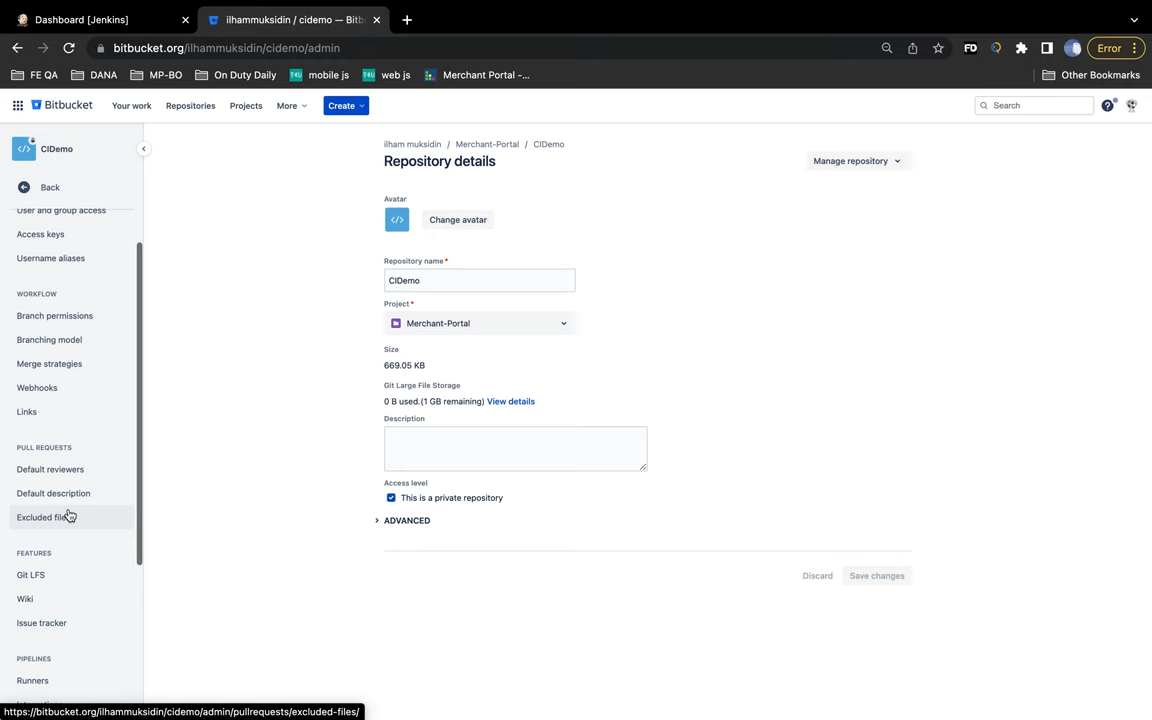 Dashboard [Jenkins]
ilhammuksidin / cidemo — Bitb
bitbucket.org/ilhammuksidin/cidemo/admin
FD
Error
FE QA
DANA
MP-BO
On Duty Daily
T4U mobile js
T4U web js
Merchant Portal -...
Other Bookmarks
Bitbucket
Your work
Repositories
Projects
More
Create
Search
CIDemo
Back
User and group access
Access keys
Username aliases
WORKFLOW
Branch permissions
Branching model
Merge strategies
Webhooks
Links
PULL REQUESTS
Default reviewers
Default description
Excluded files
FEATURES
Git LFS
Wiki
Issue tracker
PIPELINES
Runners
ilham muksidin / Merchant-Portal / CIDemo
Repository details
Manage repository
Avatar
Change avatar
Repository name*
CIDemo
Project*
Merchant-Portal
Size
669.05 KB
Git Large File Storage
0 B used.(1 GB remaining) View details
Description
Access level
This is a private repository
ADVANCED
Discard
Save changes
https://bitbucket.org/ilhammuksidin/cidemo/admin/pullrequests/excluded-files/